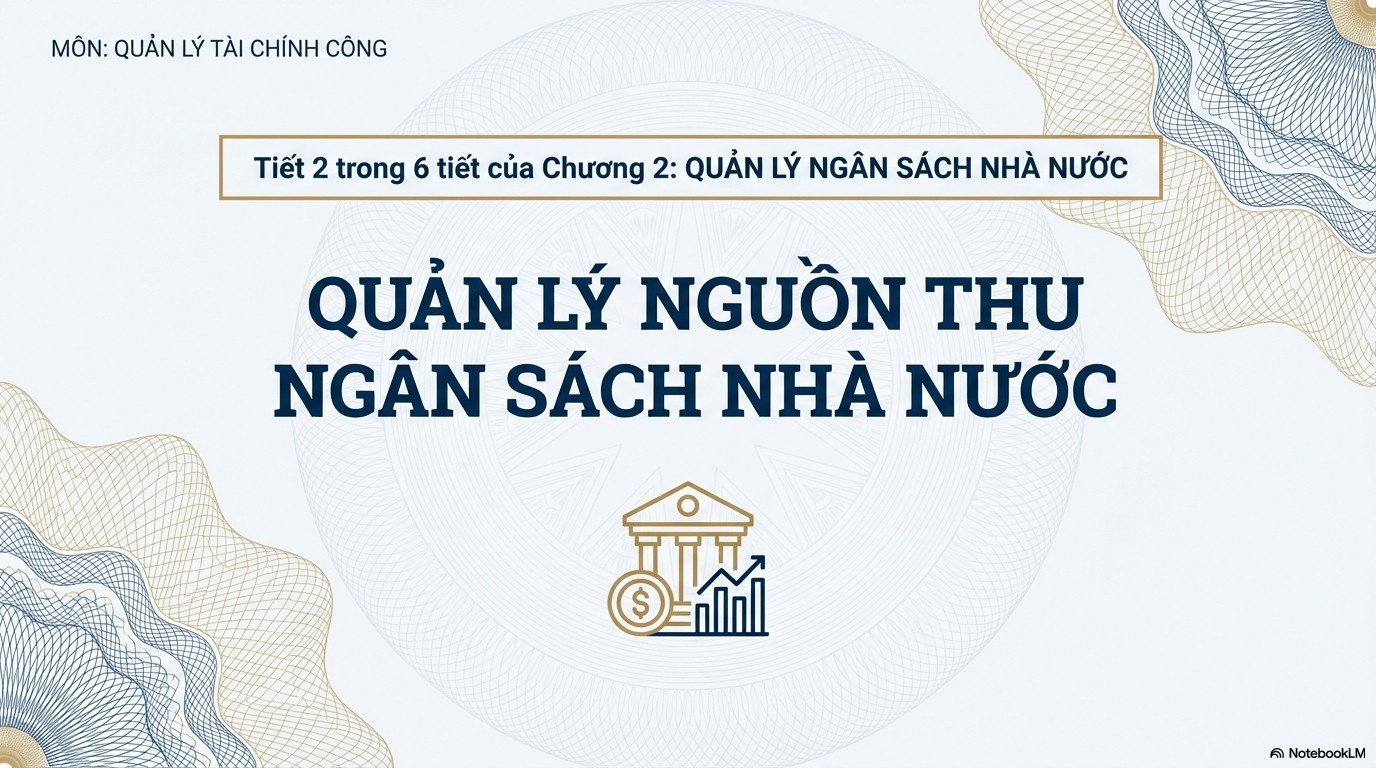 MÔN: QUẢN LÝ TÀI CHÍNH CÔNG
Tiết 2 trong 6 tiết của Chương 2: QUẢN LÝ NGÂN SÁCH NHÀ NƯỚC
QUẢN LÝ NGUỒN THU
NGÂN SÁCH NHÀ NƯỚC
$
NotebookLM